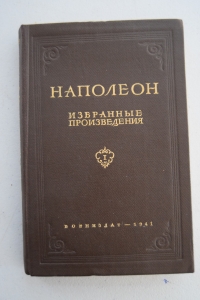 НАПОЛЕОН
ИЗБРАННЫЕ
ПРОИЗВЕДЕНИЯ
I
ВОЕНИЗДАТ — 1941